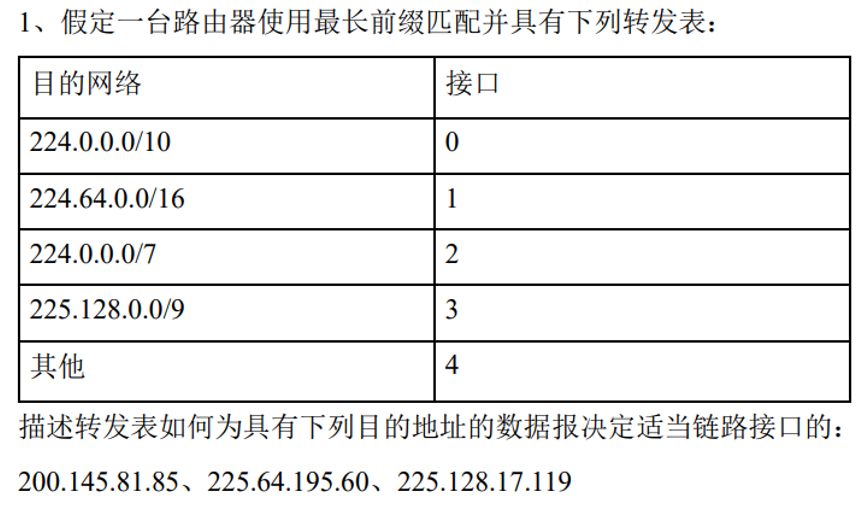 1、假定一台路由器使用最长前缀匹配并具有下列转发表：
目的网络 接口
224.0.0.0/10 0
224.64.0.0/16 1
224.0.0.0/7 2
225.128.0.0/9 3
其他 4
描述转发表如何为具有下列目的地址的数据报决定适当链路接口的：
200.145.81.85、225.64.195.60、225.128.17.119